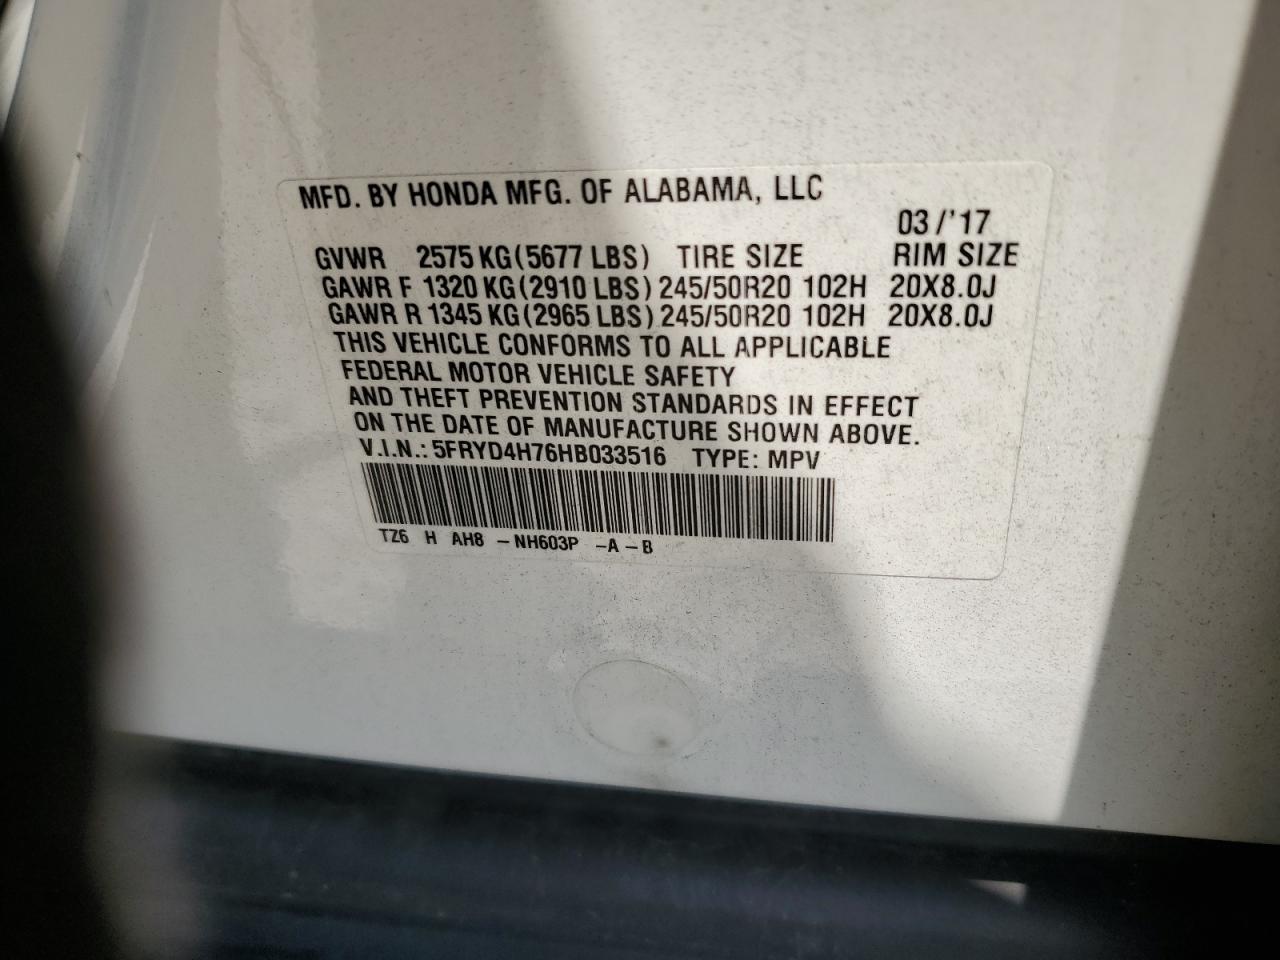 MFD. BY HONDA MFG. OF ALABAMA, LLC
03/'17
GVWR 2575 KG(5677 LBS) TIRE SIZE RIM SIZE
GAWR F 1320 KG(2910 LBS) 245/50R20 102H 20X8.0J
GAWR R 1345 KG(2965 LBS) 245/50R20 102H 20X8.0J
THIS VEHICLE CONFORMS TO ALL APPLICABLE
FEDERAL MOTOR VEHICLE SAFETY
AND THEFT PREVENTION STANDARDS IN EFFECT
ON THE DATE OF MANUFACTURE SHOWN ABOVE.
V.I.N.: 5FRYD4H76HB033516 TYPE: MPV
TZ6 H AH8 -NH603P -A-B